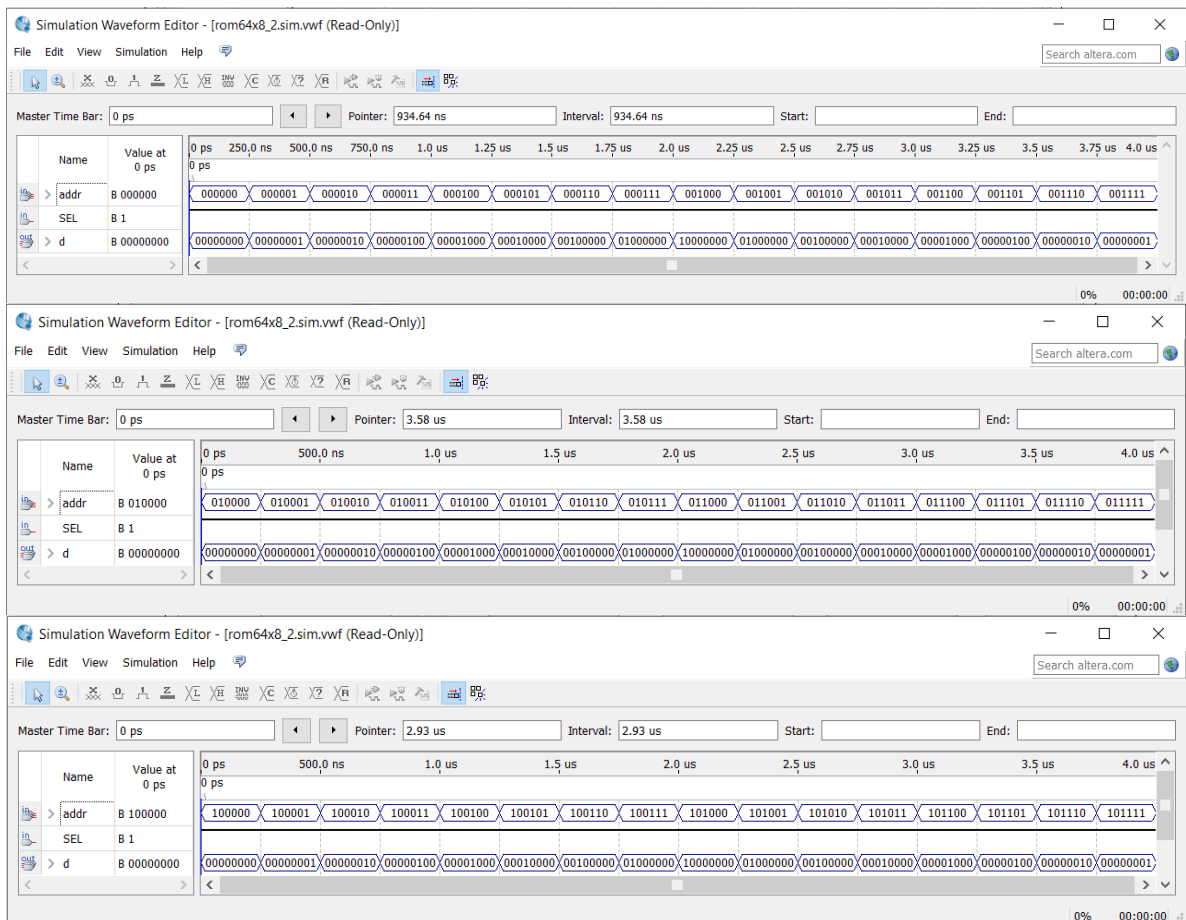 Simulation Waveform Editor - [rom64x8_2.sim.vwf (Read-Only)]
File Edit View Simulation Help
Search altera.com
Master Time Bar: 0 ps Pointer: 934.64 ns Interval: 934.64 ns Start: End:
Name Value at 0 ps
0 ps 250.0 ns 500.0 ns 750.0 ns 1.0 us 1.25 us 1.5 us 1.75 us 2.0 us 2.25 us 2.5 us 2.75 us 3.0 us 3.25 us 3.5 us 3.75 us 4.0 us
0 ps
in addr B 000000 000000 000001 000010 000011 000100 000101 000110 000111 001000 001001 001010 001011 001100 001101 001110 001111
in SEL B 1
out d B 00000000 00000000 00000001 00000010 00000100 00001000 00010000 00100000 01000000 10000000 01000000 00100000 00010000 00001000 00000100 00000010 00000001
0% 00:00:00
Simulation Waveform Editor - [rom64x8_2.sim.vwf (Read-Only)]
File Edit View Simulation Help
Search altera.com
Master Time Bar: 0 ps Pointer: 3.58 us Interval: 3.58 us Start: End:
Name Value at 0 ps
0 ps 500.0 ns 1.0 us 1.5 us 2.0 us 2.5 us 3.0 us 3.5 us 4.0 us
0 ps
in addr B 010000 010000 010001 010010 010011 010100 010101 010110 010111 011000 011001 011010 011011 011100 011101 011110 011111
in SEL B 1
out d B 00000000 00000000 00000001 00000010 00000100 00001000 00010000 00100000 01000000 10000000 01000000 00100000 00010000 00001000 00000100 00000010 00000001
0% 00:00:00
Simulation Waveform Editor - [rom64x8_2.sim.vwf (Read-Only)]
File Edit View Simulation Help
Search altera.com
Master Time Bar: 0 ps Pointer: 2.93 us Interval: 2.93 us Start: End:
Name Value at 0 ps
0 ps 500.0 ns 1.0 us 1.5 us 2.0 us 2.5 us 3.0 us 3.5 us 4.0 us
0 ps
in addr B 100000 100000 100001 100010 100011 100100 100101 100110 100111 101000 101001 101010 101011 101100 101101 101110 101111
in SEL B 1
out d B 00000000 00000000 00000001 00000010 00000100 00001000 00010000 00100000 01000000 10000000 01000000 00100000 00010000 00001000 00000100 00000010 00000001
0% 00:00:00